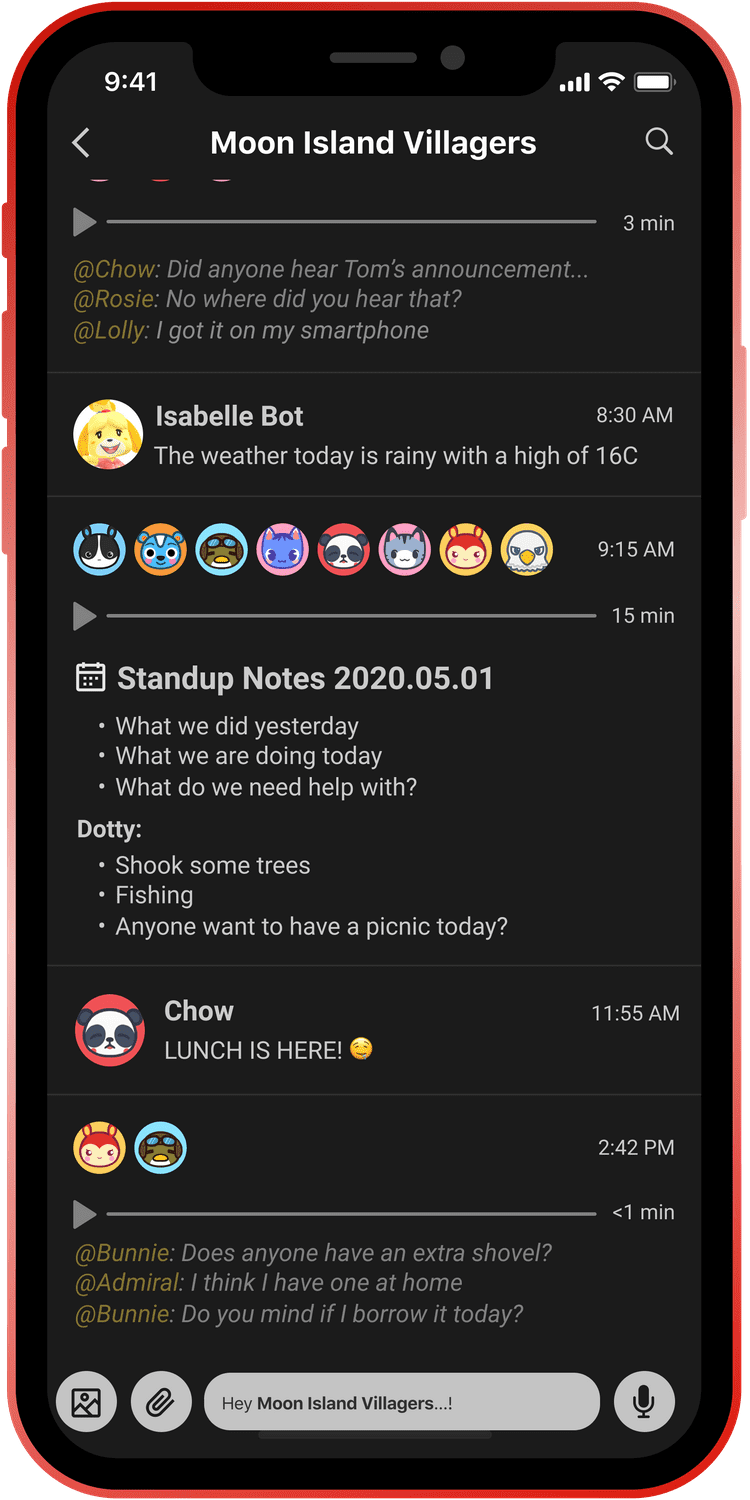 9:41
Moon Island Villagers
3 min
@Chow: Did anyone hear Tom’s announcement...
@Rosie: No where did you hear that?
@Lolly: I got it on my smartphone
Isabelle Bot
8:30 AM
The weather today is rainy with a high of 16C
9:15 AM
15 min
Standup Notes 2020.05.01
• What we did yesterday
• What we are doing today
• What do we need help with?
Dotty:
• Shook some trees
• Fishing
• Anyone want to have a picnic today?
Chow
11:55 AM
LUNCH IS HERE! 🤤
2:42 PM
<1 min
@Bunnie: Does anyone have an extra shovel?
@Admiral: I think I have one at home
@Bunnie: Do you mind if I borrow it today?
Hey Moon Island Villagers...!